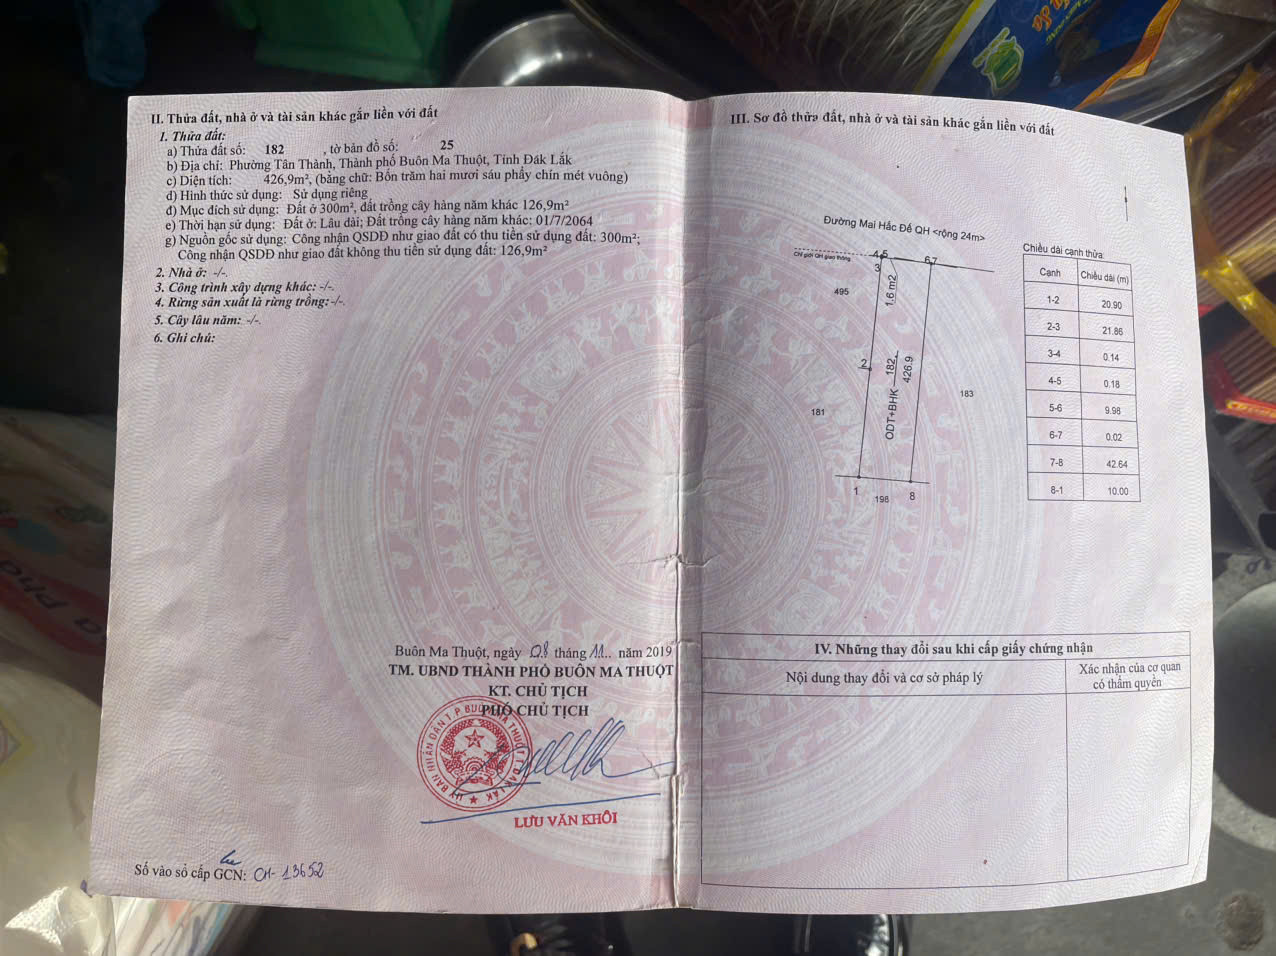 II. Thửa đất, nhà ở và tài sản khác gắn liền với đất
1. Thửa đất:
a) Thửa đất số: 182 , tờ bản đồ số: 25
b) Địa chỉ: Phường Tân Thành, Thành phố Buôn Ma Thuột, Tỉnh Đắk Lắk
c) Diện tích: 426,9m², (bằng chữ: Bốn trăm hai mươi sáu phẩy chín mét vuông)
d) Hình thức sử dụng: Sử dụng riêng
đ) Mục đích sử dụng: Đất ở 300m², đất trồng cây hàng năm khác 126,9m²
e) Thời hạn sử dụng: Đất ở: Lâu dài; Đất trồng cây hàng năm khác: 01/7/2064
g) Nguồn gốc sử dụng: Công nhận QSDĐ như giao đất có thu tiền sử dụng đất: 300m²;
Công nhận QSDĐ như giao đất không thu tiền sử dụng đất: 126,9m²
2. Nhà ở: -/-.
3. Công trình xây dựng khác: -/-.
4. Rừng sản xuất là rừng trồng: -/-.
5. Cây lâu năm: -/-.
6. Ghi chú:
Buôn Ma Thuột, ngày 08 tháng 11.. năm 2019
TM. UBND THÀNH PHỐ BUÔN MA THUỘT
KT. CHỦ TỊCH
PHÓ CHỦ TỊCH
ỦY BAN NHÂN DÂN T.P BUÔN MA THUỘT T. ĐẮK LẮK
LƯU VĂN KHÔI
Số vào sổ cấp GCN: CH-13652
III. Sơ đồ thửa đất, nhà ở và tài sản khác gắn liền với đất
Đường Mai Hắc Đế QH <rộng 24m>
Chỉ giới QH giao thông
4,5
6,7
3
495
1.6 m2
2
ODT+BHK 182 426.9
181
183
1
198
8
Chiều dài cạnh thửa
Cạnh Chiều dài (m)
1-2 20.90
2-3 21.86
3-4 0.14
4-5 0.18
5-6 9.98
6-7 0.02
7-8 42.64
8-1 10.00
IV. Những thay đổi sau khi cấp giấy chứng nhận
Nội dung thay đổi và cơ sở pháp lý
Xác nhận của cơ quan
có thẩm quyền